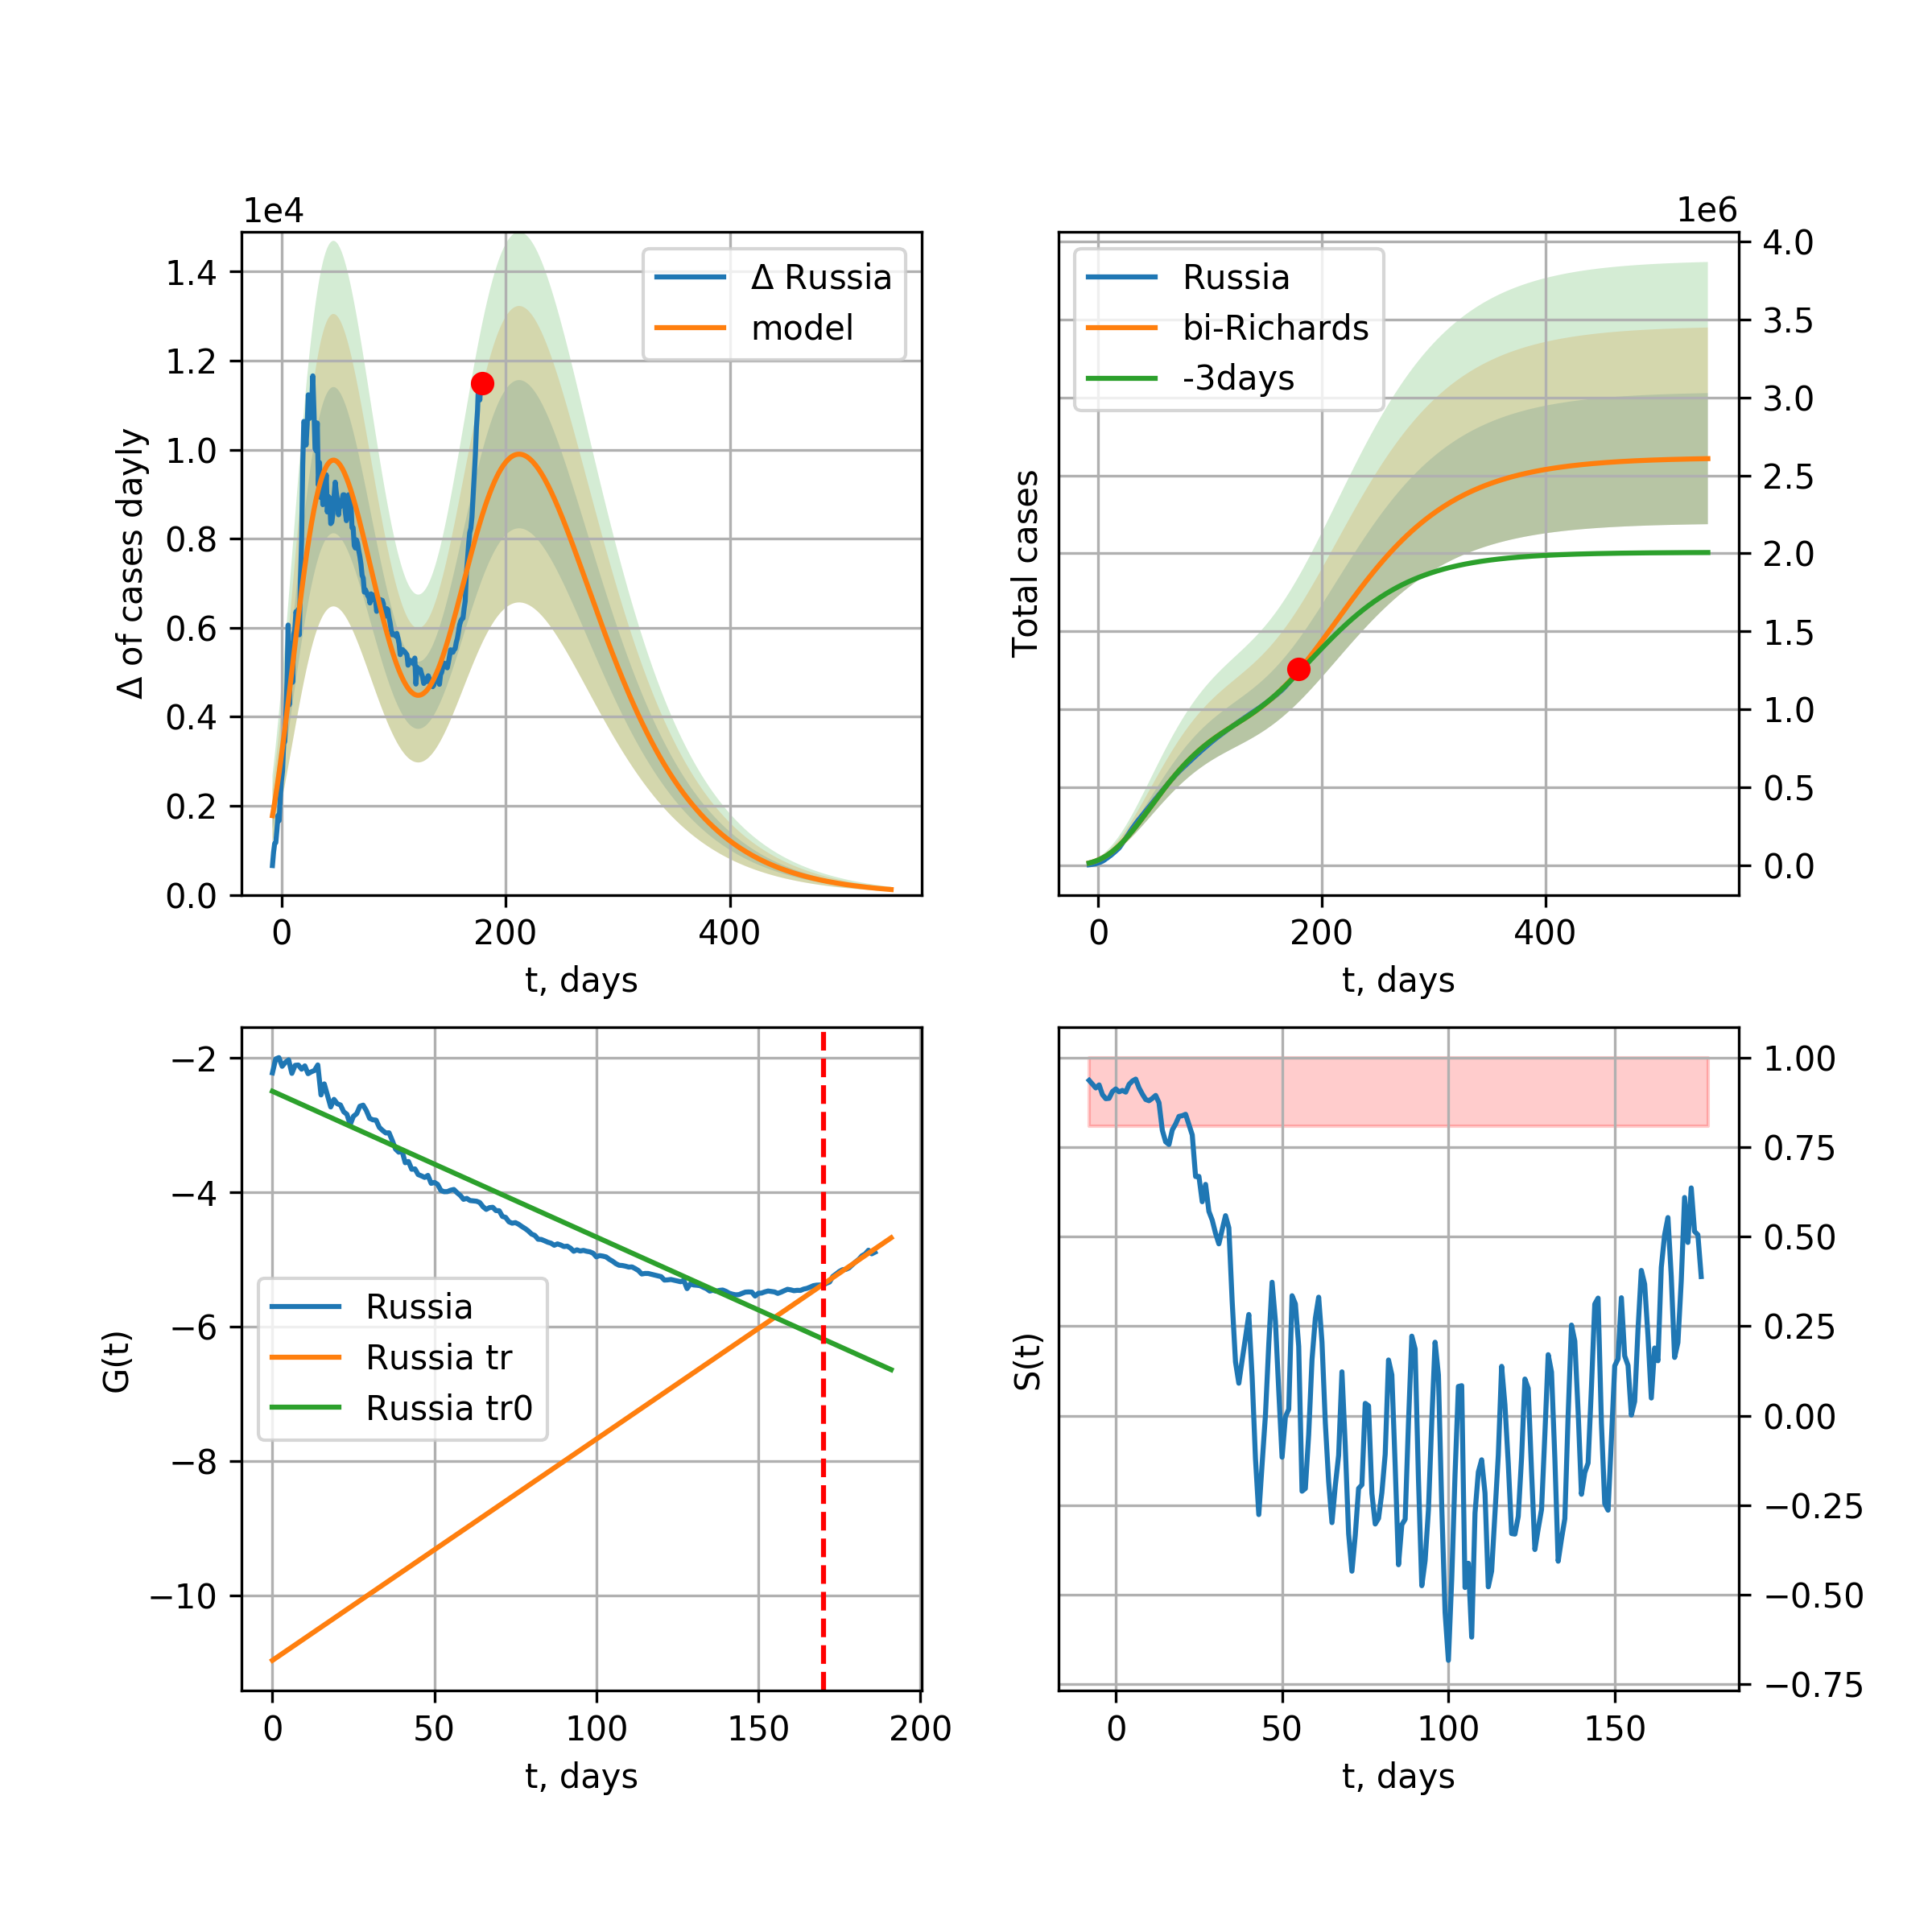 1e4
1.4
1.2
1.0
0.8
0.6
0.4
0.2
0.0
Δ of cases dayly
Δ Russia
model
0 200 400
t, days
1e6
Russia
bi-Richards
-3days
4.0
3.5
3.0
2.5
2.0
1.5
1.0
0.5
0.0
Total cases
0 200 400
t, days
−2
−4
−6
−8
−10
G(t)
Russia
Russia tr
Russia tr0
0 50 100 150 200
t, days
S(t)
1.00
0.75
0.50
0.25
0.00
−0.25
−0.50
−0.75
0 50 100 150
t, days